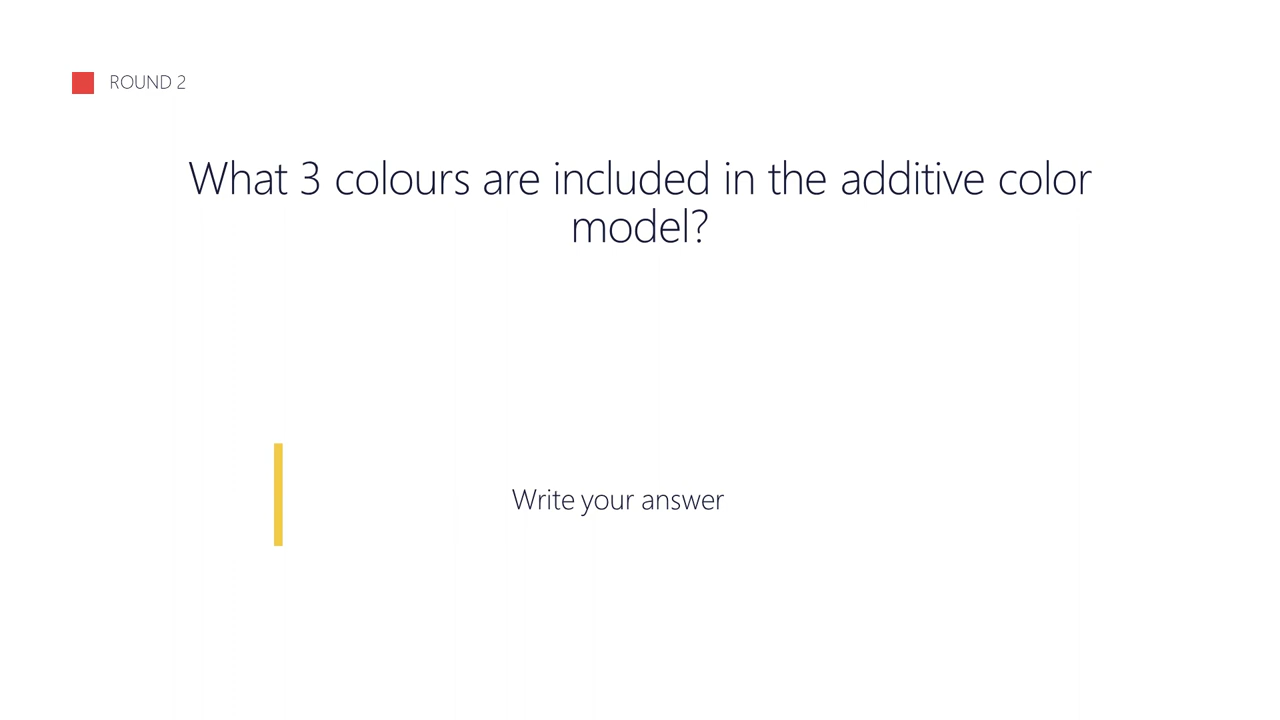 ROUND 2
What 3 colours are included in the additive color
model?
Write your answer